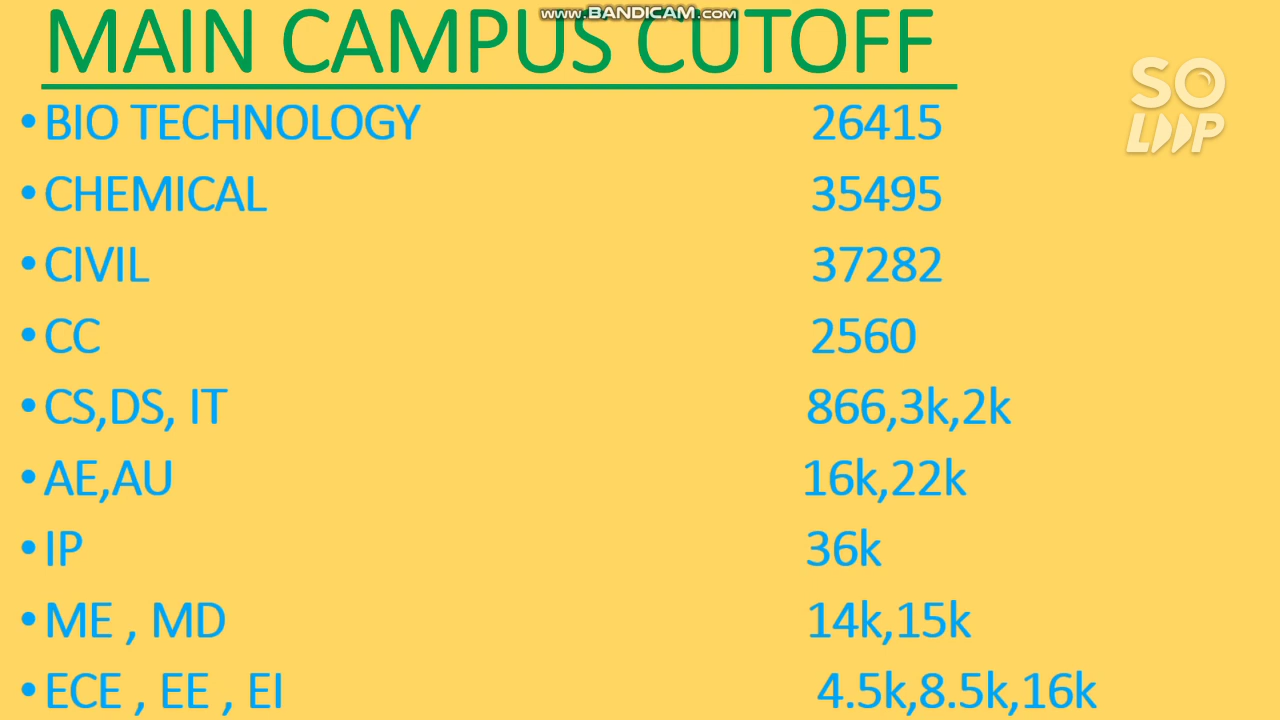 www.BANDICAM.com
MAIN CAMPUS CUTOFF
SO
LOOP
• BIO TECHNOLOGY 26415
• CHEMICAL 35495
• CIVIL 37282
• CC 2560
• CS,DS, IT 866,3k,2k
• AE,AU 16k,22k
• IP 36k
• ME , MD 14k,15k
• ECE , EE , EI 4.5k,8.5k,16k